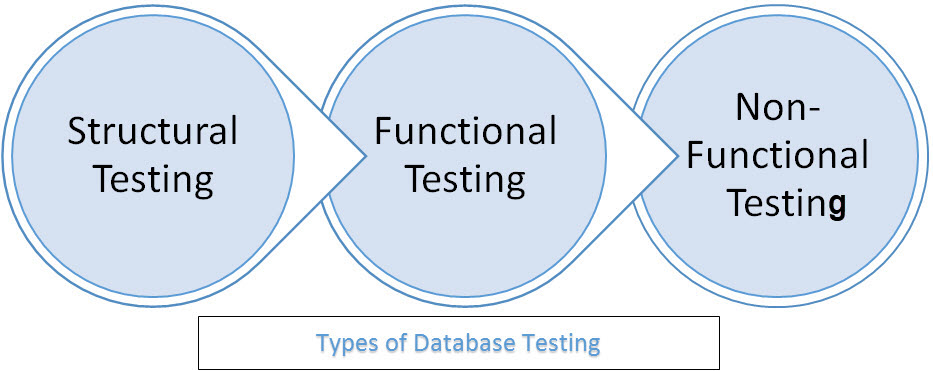 Structural
Testing
Functional
Testing
Non-
Functional
Testing
Types of Database Testing